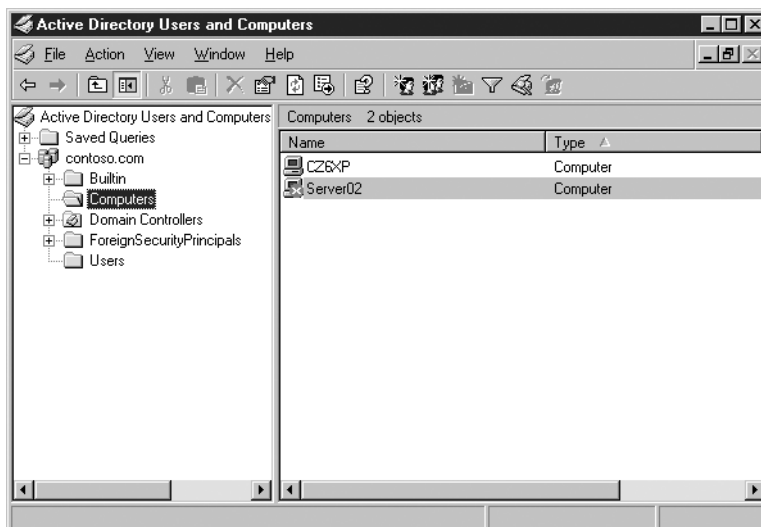 Active Directory Users and Computers
File Action View Window Help
Active Directory Users and Computers
Saved Queries
contoso.com
Builtin
Computers
Domain Controllers
ForeignSecurityPrincipals
Users
Computers 2 objects
Name Type
CZ6XP Computer
Server02 Computer